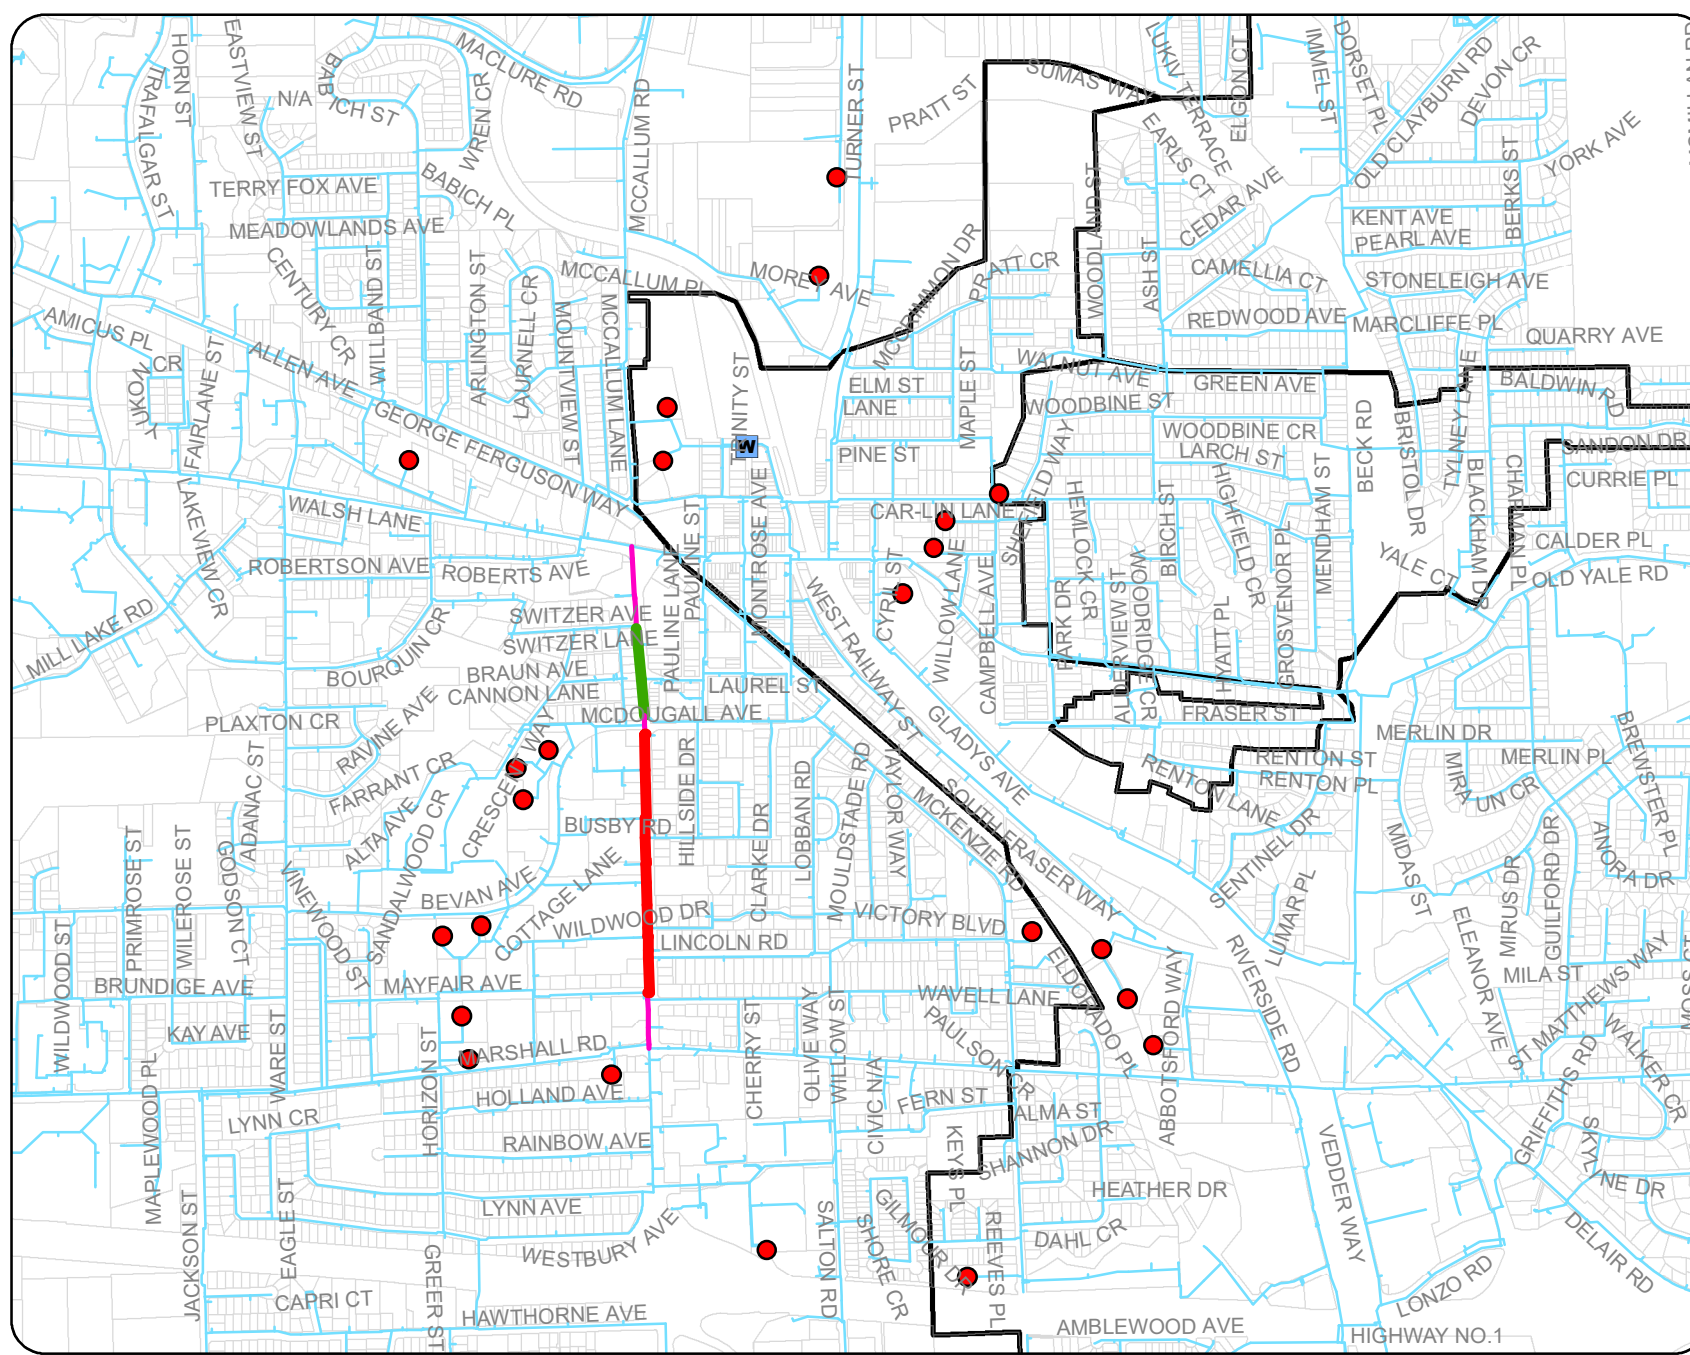 HORN ST
EASTVIEW ST
TRAFALGAR ST
N/A
BABICH ST
MACLURE RD
WREN CR
MCCALLUM RD
TURNER ST
PRATT ST
SUMAS WAY
LUKIV TERRACE
ELGON CT
IMMEL ST
DORSET PL
OLD CLAYBURN RD
DEVON CR
YORK AVE
BERKS ST
EARLS CT
CEDAR AVE
KENT AVE
PEARL AVE
TERRY FOX AVE
BABICH PL
MEADOWLANDS AVE
CENTURY CR
WILLBAND ST
ARLINGTON ST
LAURNELL CR
MOUNTVIEW ST
MCCALLUM LANE
MCCALLUM PL
MOREY AVE
MCCRIMMON DR
PRATT CR
WOODLAND ST
ASH ST
CAMELLIA CT
STONELEIGH AVE
REDWOOD AVE
MARCLIFFE PL
QUARRY AVE
AMICUS PL
YUKON CR
FAIRLANE ST
ALLEN AVE
GEORGE FERGUSON WAY
TRINITY ST
W
ELM ST
LANE
PINE ST
MAPLE ST
WALNUT AVE
GREEN AVE
WOODBINE ST
WOODBINE CR
LARCH ST
BECK RD
BRISTOL DR
TYLNEY LANE
BALDWIN RD
SANDON DR
CURRIE PL
CALDER PL
OLD YALE RD
YALE CT
BLACKHAM DR
CHAPMAN PL
LAKEVIEW CR
WALSH LANE
ROBERTSON AVE
ROBERTS AVE
PAULINE ST
PAULINE LANE
MONTROSE AVE
CAR-LIN LANE
SHEFFIELD WAY
HEMLOCK CR
BIRCH ST
HIGHFIELD CR
GROSVENOR PL
MENDHAM ST
PARK DR
ALDERVIEW ST
WOODRIDGE CR
HYATT PL
MILL LAKE RD
SWITZER AVE
SWITZER LANE
BRAUN AVE
CANNON LANE
BOURQUIN CR
LAUREL ST
MCDOUGALL AVE
WEST RAILWAY ST
CYRIL ST
WILLOW LANE
CAMPBELL AVE
GLADYS AVE
FRASER ST
RENTON ST
RENTON PL
RENTON LANE
MERLIN DR
MERLIN PL
BREWSTER PL
PLAXTON CR
RAVINE AVE
FARRANT CR
ADANAC ST
ALTA AVE
SANDALWOOD CR
CRESCENT WAY
BUSBY RD
HILLSIDE DR
CLARKE DR
LOBBAN RD
MOULDSTADE RD
TAYLOR WAY
MCKENZIE RD
SOUTH FRASER WAY
SENTINEL DR
LUMAR PL
MIDAS ST
MIRA CR
UN CR
MIRUS DR
GUILFORD DR
ANORA DR
PRIMROSE ST
WILEROSE ST
GODSON CT
VINEWOOD ST
BEVAN AVE
COTTAGE LANE
WILDWOOD DR
LINCOLN RD
VICTORY BLVD
ELDORADO PL
ABBOTSFORD WAY
RIVERSIDE RD
ELEANOR AVE
MILA ST
ST MATTHEWS WAY
MOSS ST
WILDWOOD ST
BRUNDIGE AVE
KAY AVE
MAYFAIR AVE
MARSHALL RD
HOLLAND AVE
WARE ST
MAPLEWOOD PL
LYNN CR
HORIZON ST
RAINBOW AVE
CHERRY ST
OLIVE WAY
WILLOW ST
CIVIC N/A
WAVELL LANE
PAULSON CR
FERN ST
ALMA ST
SHANNON DR
KEYS PL
GRIFFITHS RD
WALKER CR
SKYLYNE DR
DELAIR RD
VEDDER WAY
JACKSON ST
EAGLE ST
LYNN AVE
WESTBURY AVE
SALTON RD
SHORE CR
GILMOUR DR
REEVES PL
HEATHER DR
DAHL CR
LONZO RD
CAPRI CT
GREER ST
HAWTHORNE AVE
AMBLEWOOD AVE
HIGHWAY NO.1